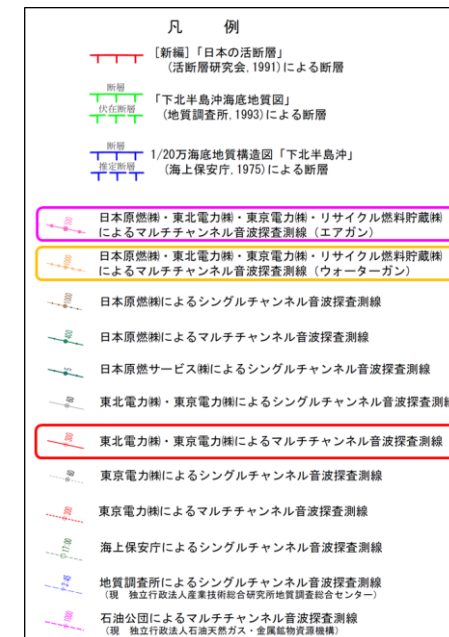 凡 例
[新編]「日本の活断層」
(活断層研究会, 1991)による断層
断層
伏在断層
「下北半島沖海底地質図」
(地質調査所, 1993)による断層
断層
推定断層
1/20万海底地質構造図「下北半島沖」
(海上保安庁, 1975)による断層
日本原燃㈱・東北電力㈱・東京電力㈱・リサイクル燃料貯蔵㈱
によるマルチチャンネル音波探査測線（エアガン）
日本原燃㈱・東北電力㈱・東京電力㈱・リサイクル燃料貯蔵㈱
によるマルチチャンネル音波探査測線（ウォーターガン）
日本原燃㈱によるシングルチャンネル音波探査測線
400
日本原燃㈱によるマルチチャンネル音波探査測線
日本原燃サービス㈱によるシングルチャンネル音波探査測線
東北電力㈱・東京電力㈱によるシングルチャンネル音波探査測
東北電力㈱・東京電力㈱によるマルチチャンネル音波探査測線
東京電力㈱によるシングルチャンネル音波探査測線
東京電力㈱によるマルチチャンネル音波探査測線
海上保安庁によるシングルチャンネル音波探査測線
地質調査所によるシングルチャンネル音波探査測線
(現 独立行政法人産業技術総合研究所地質調査総合センター)
石油公団によるマルチチャンネル音波探査測線
(現 独立行政法人石油天然ガス・金属鉱物資源機構)